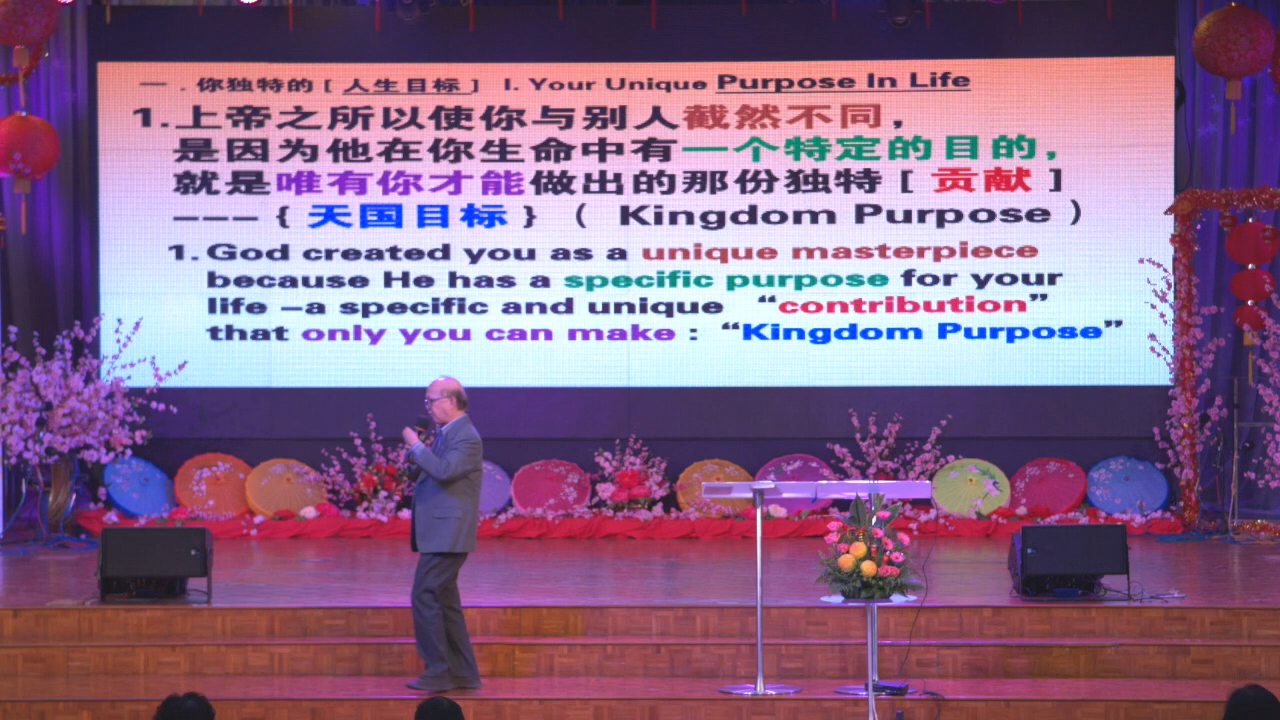 一 . 你独特的 [ 人生目标 ] I. Your Unique Purpose In Life
1.上帝之所以使你与别人截然不同，
是因为他在你生命中有一个特定的目的，
就是唯有你才能做出的那份独特 [ 贡献 ]
--- { 天国目标 } （ Kingdom Purpose ）
1. God created you as a unique masterpiece
because He has a specific purpose for your
life –a specific and unique “contribution”
that only you can make : “Kingdom Purpose”